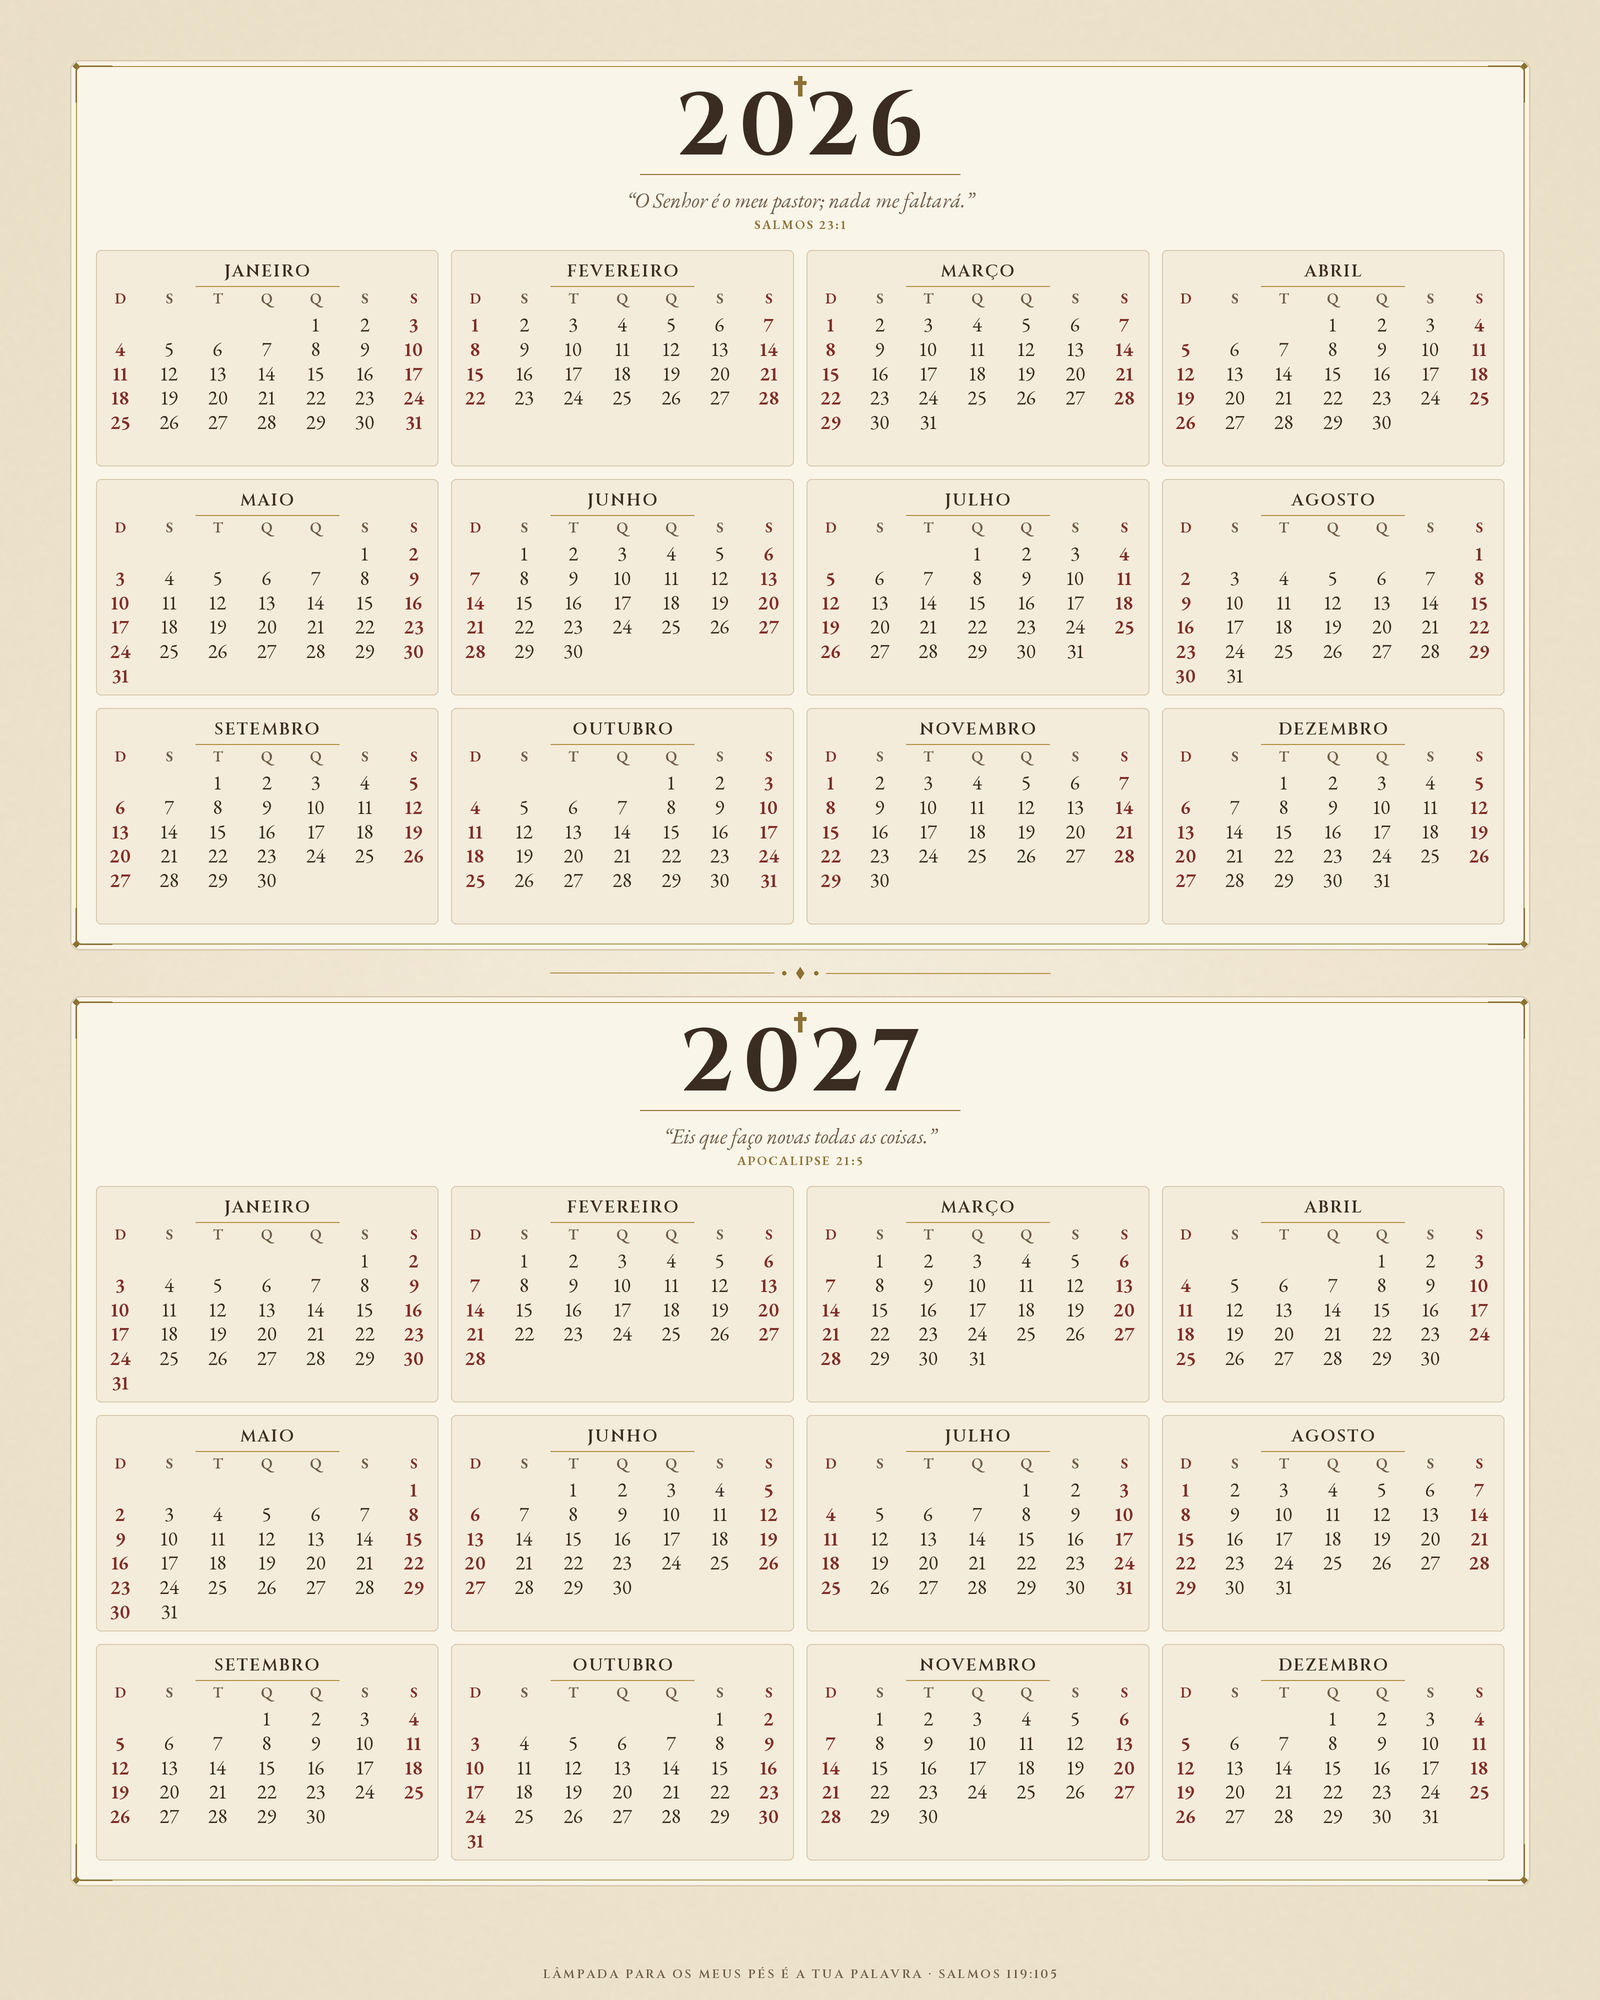 2026
“O Senhor é o meu pastor; nada me faltará.”
SALMOS 23:1
JANEIRO
D S T Q Q S S
1 2 3
4 5 6 7 8 9 10
11 12 13 14 15 16 17
18 19 20 21 22 23 24
25 26 27 28 29 30 31
FEVEREIRO
D S T Q Q S S
1 2 3 4 5 6 7
8 9 10 11 12 13 14
15 16 17 18 19 20 21
22 23 24 25 26 27 28
MARÇO
D S T Q Q S S
1 2 3 4 5 6 7
8 9 10 11 12 13 14
15 16 17 18 19 20 21
22 23 24 25 26 27 28
29 30 31
ABRIL
D S T Q Q S S
1 2 3 4
5 6 7 8 9 10 11
12 13 14 15 16 17 18
19 20 21 22 23 24 25
26 27 28 29 30
MAIO
D S T Q Q S S
1 2
3 4 5 6 7 8 9
10 11 12 13 14 15 16
17 18 19 20 21 22 23
24 25 26 27 28 29 30
31
JUNHO
D S T Q Q S S
1 2 3 4 5 6
7 8 9 10 11 12 13
14 15 16 17 18 19 20
21 22 23 24 25 26 27
28 29 30
JULHO
D S T Q Q S S
1 2 3 4
5 6 7 8 9 10 11
12 13 14 15 16 17 18
19 20 21 22 23 24 25
26 27 28 29 30 31
AGOSTO
D S T Q Q S S
1
2 3 4 5 6 7 8
9 10 11 12 13 14 15
16 17 18 19 20 21 22
23 24 25 26 27 28 29
30 31
SETEMBRO
D S T Q Q S S
1 2 3 4 5
6 7 8 9 10 11 12
13 14 15 16 17 18 19
20 21 22 23 24 25 26
27 28 29 30
OUTUBRO
D S T Q Q S S
1 2 3
4 5 6 7 8 9 10
11 12 13 14 15 16 17
18 19 20 21 22 23 24
25 26 27 28 29 30 31
NOVEMBRO
D S T Q Q S S
1 2 3 4 5 6 7
8 9 10 11 12 13 14
15 16 17 18 19 20 21
22 23 24 25 26 27 28
29 30
DEZEMBRO
D S T Q Q S S
1 2 3 4 5
6 7 8 9 10 11 12
13 14 15 16 17 18 19
20 21 22 23 24 25 26
27 28 29 30 31
2027
“Eis que faço novas todas as coisas.”
APOCALIPSE 21:5
JANEIRO
D S T Q Q S S
1 2
3 4 5 6 7 8 9
10 11 12 13 14 15 16
17 18 19 20 21 22 23
24 25 26 27 28 29 30
31
FEVEREIRO
D S T Q Q S S
1 2 3 4 5 6
7 8 9 10 11 12 13
14 15 16 17 18 19 20
21 22 23 24 25 26 27
28
MARÇO
D S T Q Q S S
1 2 3 4 5 6
7 8 9 10 11 12 13
14 15 16 17 18 19 20
21 22 23 24 25 26 27
28 29 30 31
ABRIL
D S T Q Q S S
1 2 3
4 5 6 7 8 9 10
11 12 13 14 15 16 17
18 19 20 21 22 23 24
25 26 27 28 29 30
MAIO
D S T Q Q S S
1
2 3 4 5 6 7 8
9 10 11 12 13 14 15
16 17 18 19 20 21 22
23 24 25 26 27 28 29
30 31
JUNHO
D S T Q Q S S
1 2 3 4 5
6 7 8 9 10 11 12
13 14 15 16 17 18 19
20 21 22 23 24 25 26
27 28 29 30
JULHO
D S T Q Q S S
1 2 3
4 5 6 7 8 9 10
11 12 13 14 15 16 17
18 19 20 21 22 23 24
25 26 27 28 29 30 31
AGOSTO
D S T Q Q S S
1 2 3 4 5 6 7
8 9 10 11 12 13 14
15 16 17 18 19 20 21
22 23 24 25 26 27 28
29 30 31
SETEMBRO
D S T Q Q S S
1 2 3 4
5 6 7 8 9 10 11
12 13 14 15 16 17 18
19 20 21 22 23 24 25
26 27 28 29 30
OUTUBRO
D S T Q Q S S
1 2
3 4 5 6 7 8 9
10 11 12 13 14 15 16
17 18 19 20 21 22 23
24 25 26 27 28 29 30
31
NOVEMBRO
D S T Q Q S S
1 2 3 4 5 6
7 8 9 10 11 12 13
14 15 16 17 18 19 20
21 22 23 24 25 26 27
28 29 30
DEZEMBRO
D S T Q Q S S
1 2 3 4
5 6 7 8 9 10 11
12 13 14 15 16 17 18
19 20 21 22 23 24 25
26 27 28 29 30 31
LÂMPADA PARA OS MEUS PÉS É A TUA PALAVRA · SALMOS 119:105